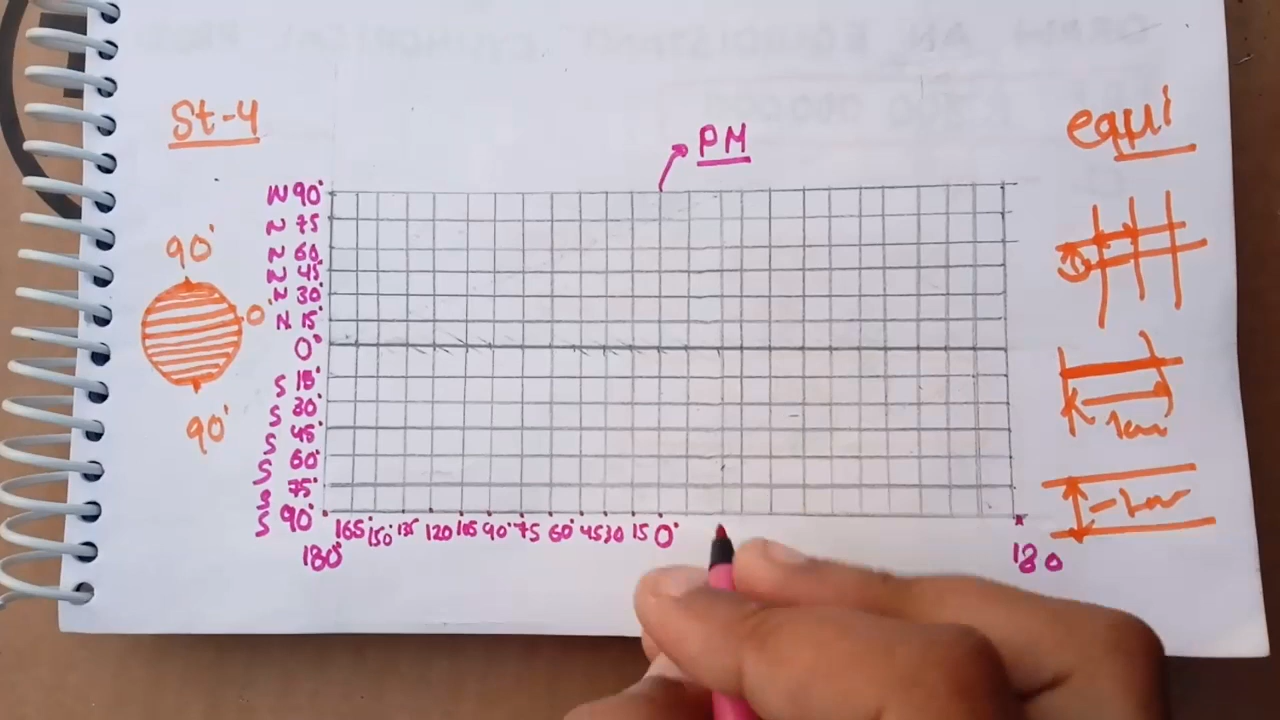 St-4
PM
equi
N 90°
N 75
N 60
N 45
N 30
N 15
0°
S 15
S 30
S 45
S 60
S 75
S 90°
90°
0°
90°
165° 150° 135 120 105 90° 75 60° 45 30 15 0°
180°
180